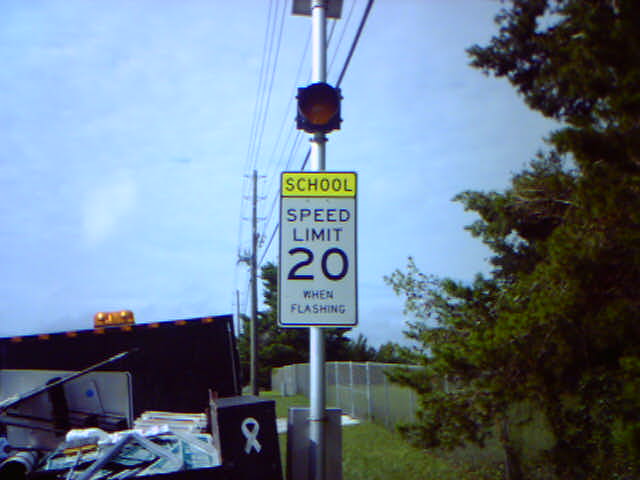 SCHOOL
SPEED
LIMIT
20
WHEN
FLASHING